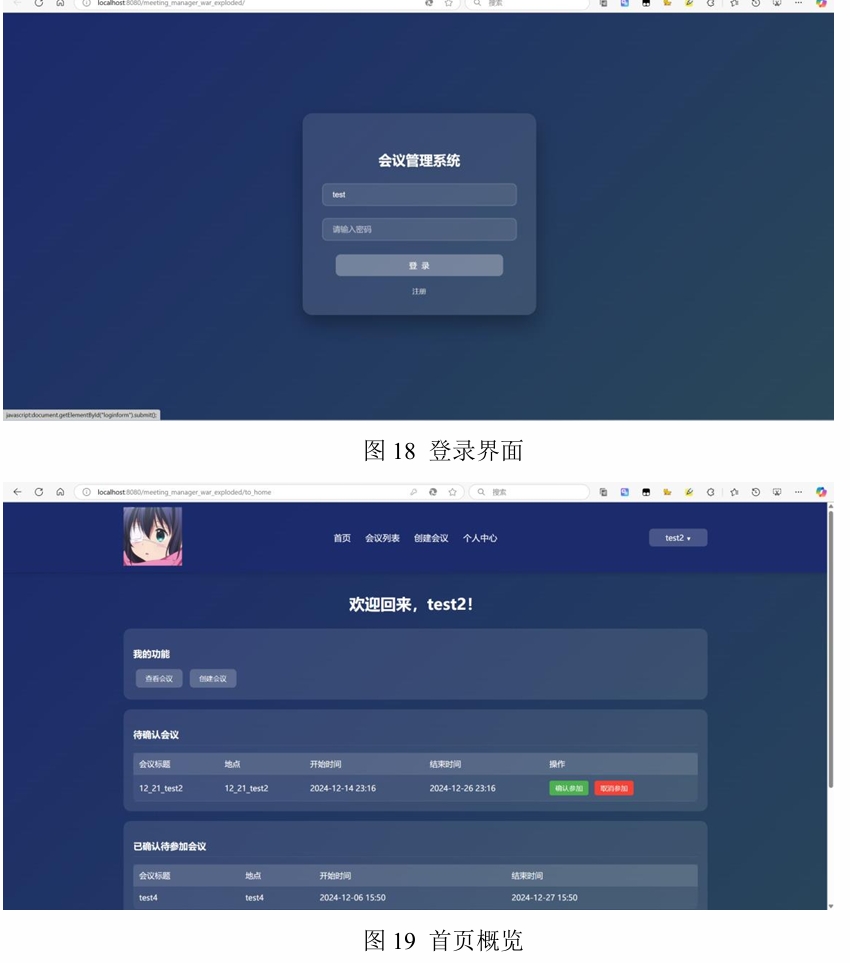 localhost:8080/meeting_manager_war_exploded/
搜索
会议管理系统
test
请输入密码
登 录
注册
javascript:document.getElementById("loginform").submit();
图 18 登录界面
localhost:8080/meeting_manager_war_exploded/to_home
搜索
首页 会议列表 创建会议 个人中心 test2 ▾
欢迎回来，test2！
我的功能
查看会议 创建会议
待确认会议
会议标题 地点 开始时间 结束时间 操作
12_21_test2 12_21_test2 2024-12-14 23:16 2024-12-26 23:16 确认参加 取消参加
已确认待参加会议
会议标题 地点 开始时间 结束时间
test4 test4 2024-12-06 15:50 2024-12-27 15:50
图 19 首页概览